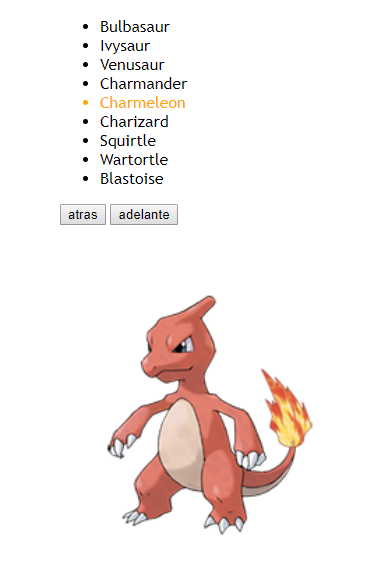 Bulbasaur
Ivysaur
Venusaur
Charmander
Charmeleon
Charizard
Squirtle
Wartortle
Blastoise
atras adelante